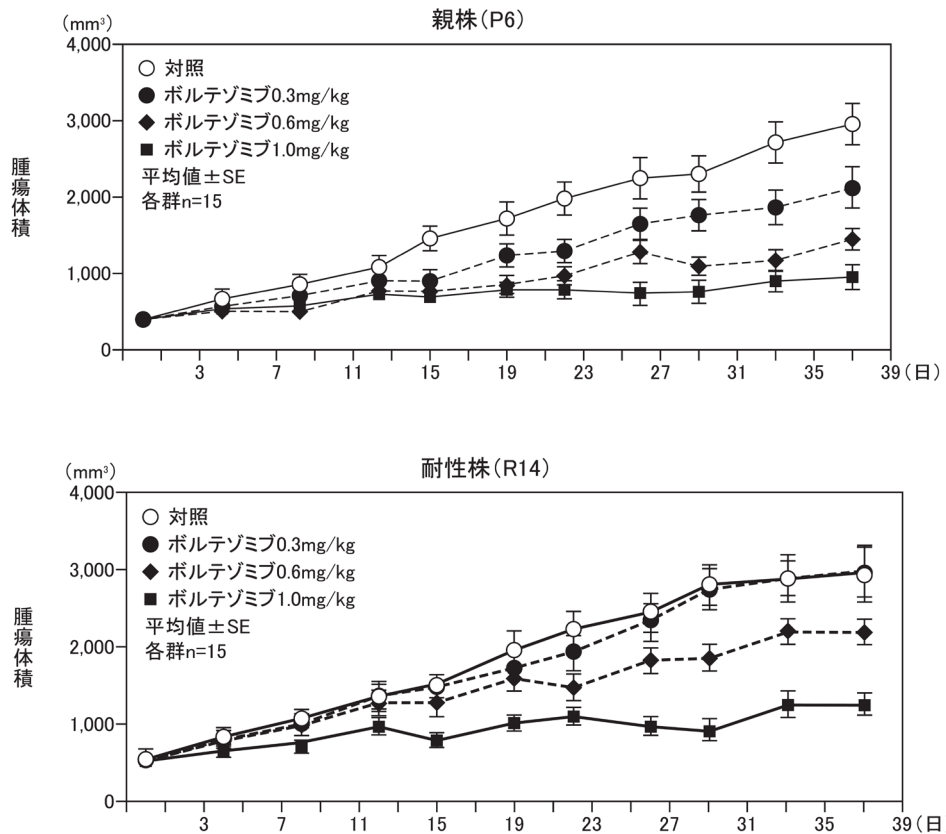 親株(P6)
(mm³)
4,000
3,000
2,000
1,000
0
腫瘍体積
対照
ボルテゾミブ0.3mg/kg
ボルテゾミブ0.6mg/kg
ボルテゾミブ1.0mg/kg
平均値±SE
各群n=15
3 7 11 15 19 23 27 31 35 39(日)
耐性株(R14)
(mm³)
4,000
3,000
2,000
1,000
0
腫瘍体積
対照
ボルテゾミブ0.3mg/kg
ボルテゾミブ0.6mg/kg
ボルテゾミブ1.0mg/kg
平均値±SE
各群n=15
3 7 11 15 19 23 27 31 35 39(日